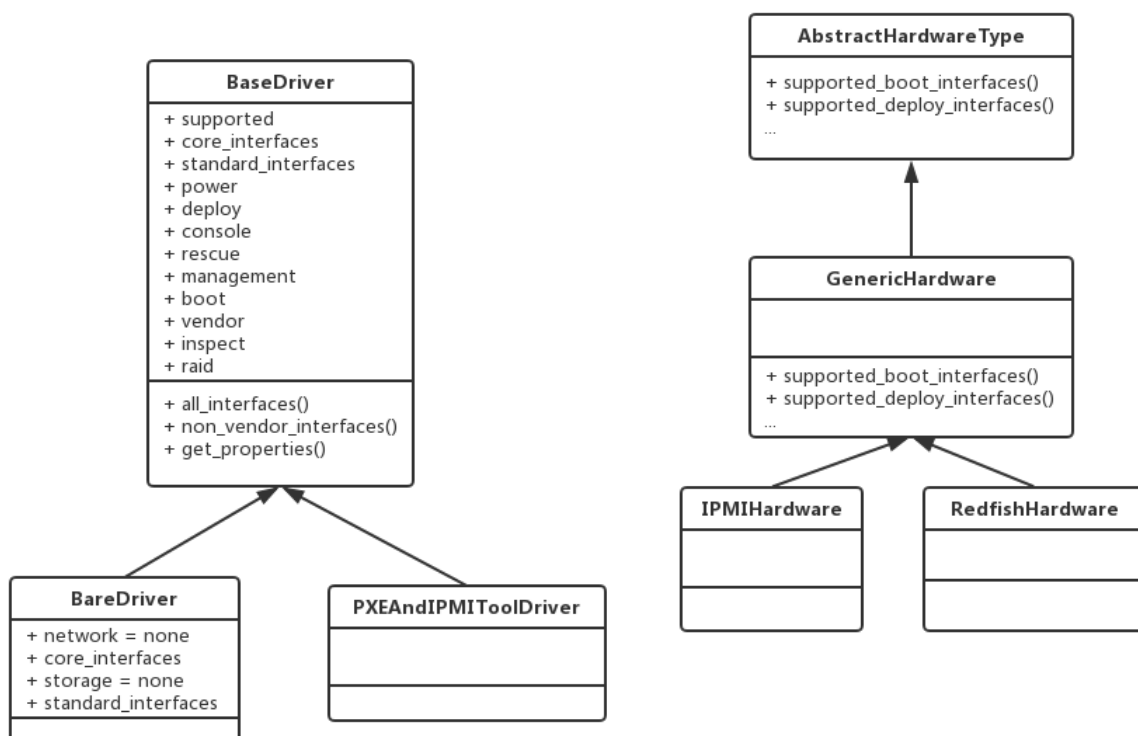 BaseDriver
+ supported
+ core_interfaces
+ standard_interfaces
+ power
+ deploy
+ console
+ rescue
+ management
+ boot
+ vendor
+ inspect
+ raid
+ all_interfaces()
+ non_vendor_interfaces()
+ get_properties()
BareDriver
+ network = none
+ core_interfaces
+ storage = none
+ standard_interfaces
PXEAndIPMIToolDriver
AbstractHardwareType
+ supported_boot_interfaces()
+ supported_deploy_interfaces()
...
GenericHardware
+ supported_boot_interfaces()
+ supported_deploy_interfaces()
...
IPMIHardware
RedfishHardware